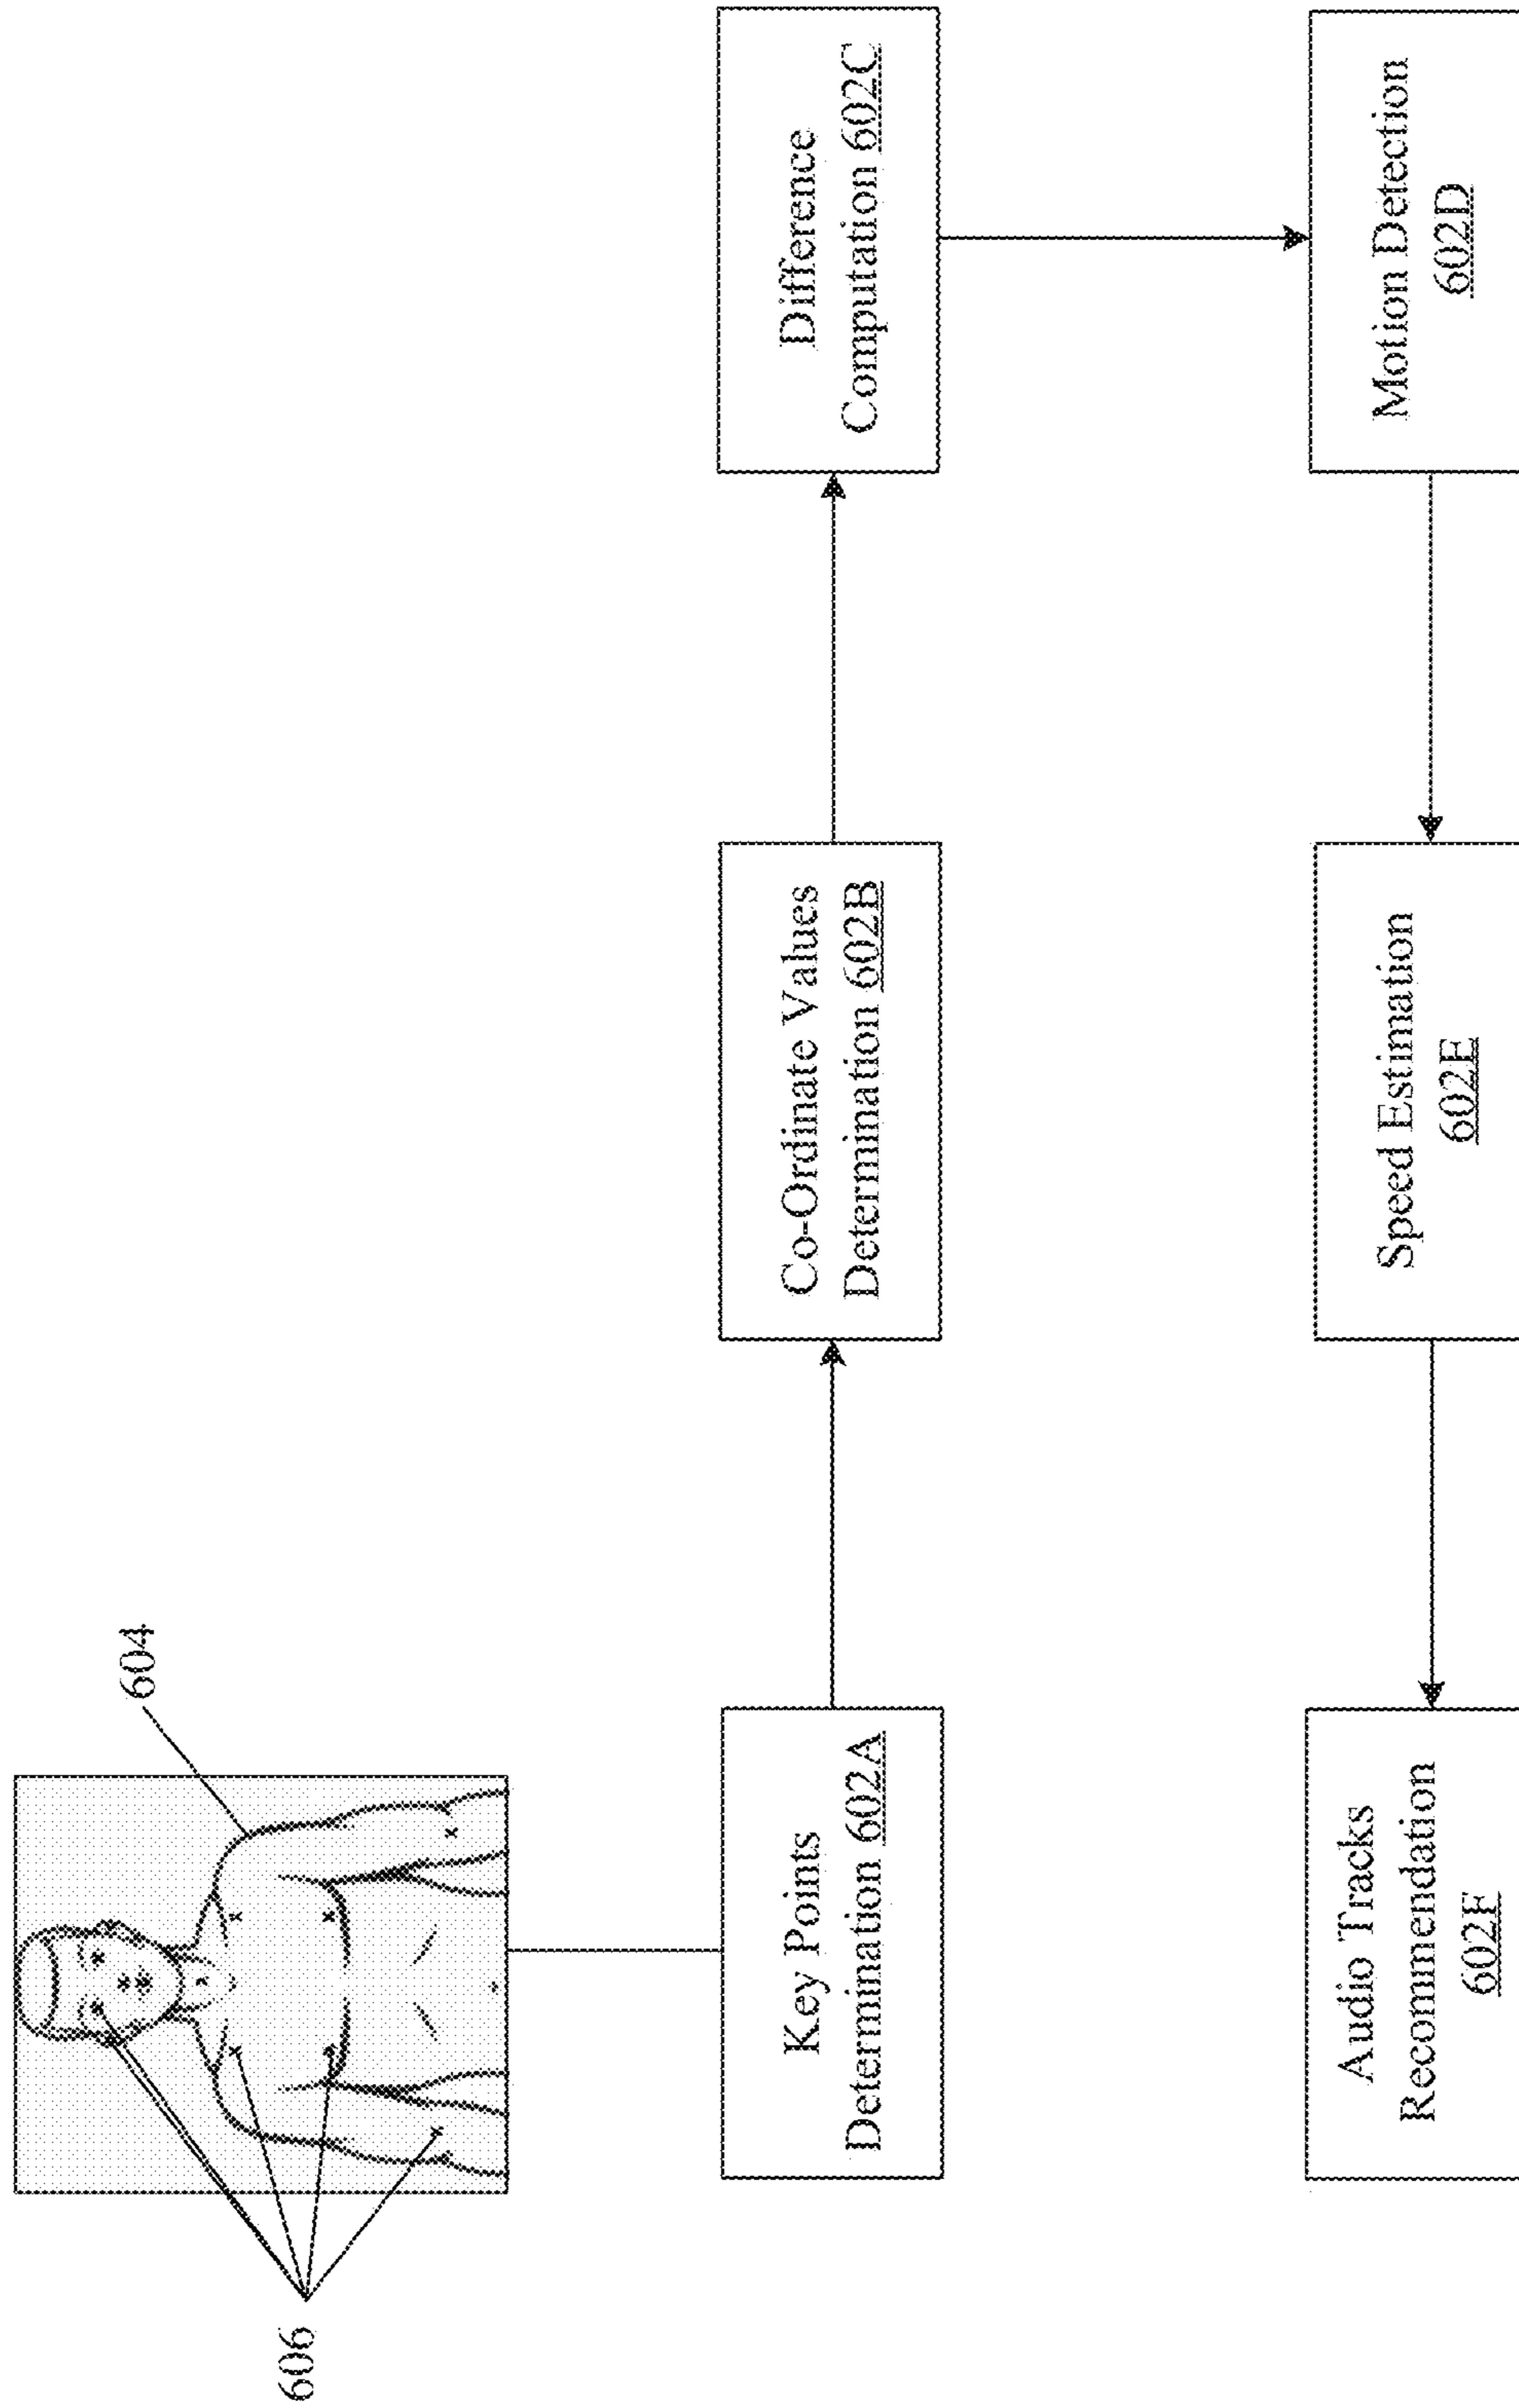 604
606
Key Points
Determination 602A
Co-Ordinate Values
Determination 602B
Difference
Computation 602C
Motion Detection
602D
Speed Estimation
602E
Audio Tracks
Recommendation
602F